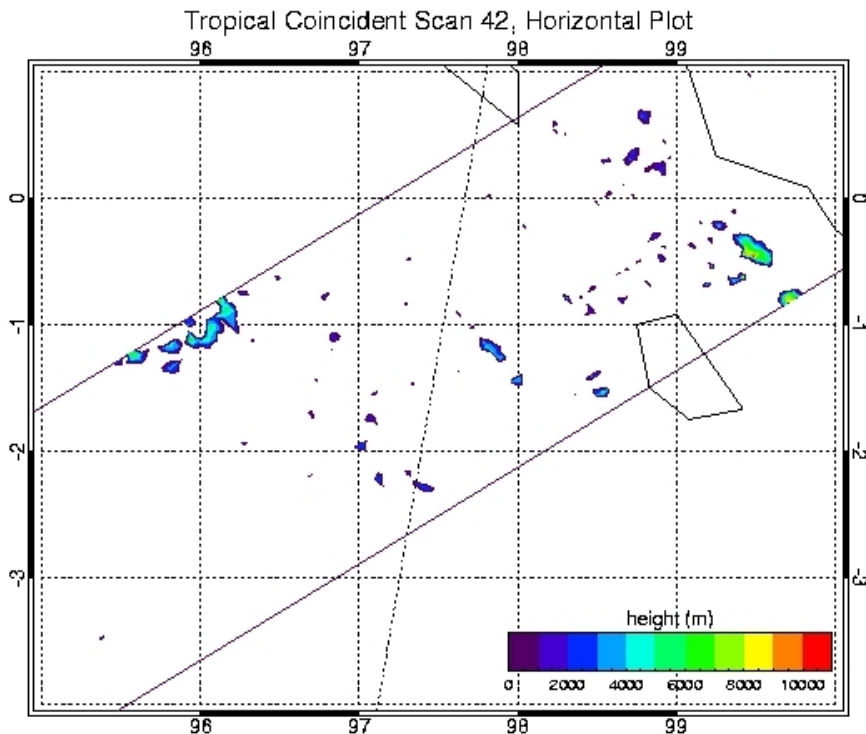 Tropical Coincident Scan 42, Horizontal Plot
96 97 98 99
0 0
-1 -1
-2 -2
-3 -3
height (m)
0 2000 4000 6000 8000 10000
96 97 98 99